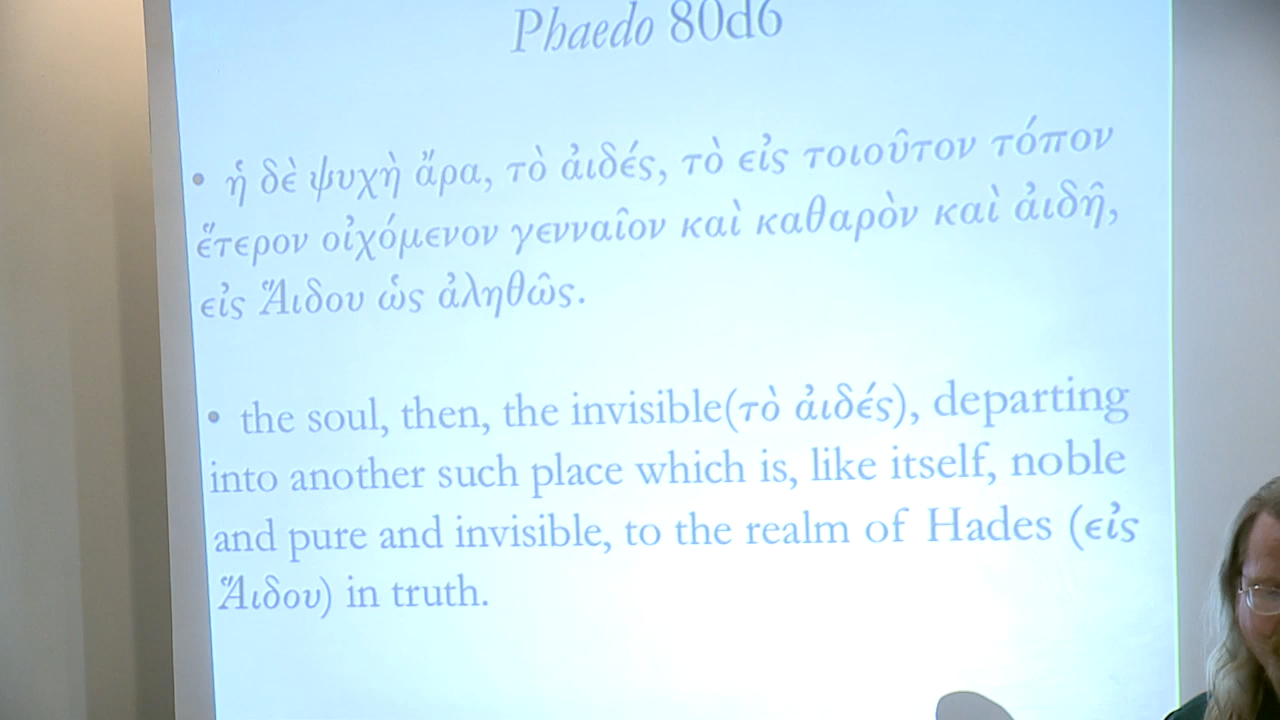 Phaedo 80d6
• ἡ δὲ ψυχὴ ἄρα, τὸ ἀιδές, τὸ εἰς τοιοῦτον τόπον
ἕτερον οἰχόμενον γενναῖον καὶ καθαρὸν καὶ ἀιδῆ,
εἰς Ἅιδου ὡς ἀληθῶς.
• the soul, then, the invisible(τὸ ἀιδές), departing
into another such place which is, like itself, noble
and pure and invisible, to the realm of Hades (εἰς
Ἅιδου) in truth.